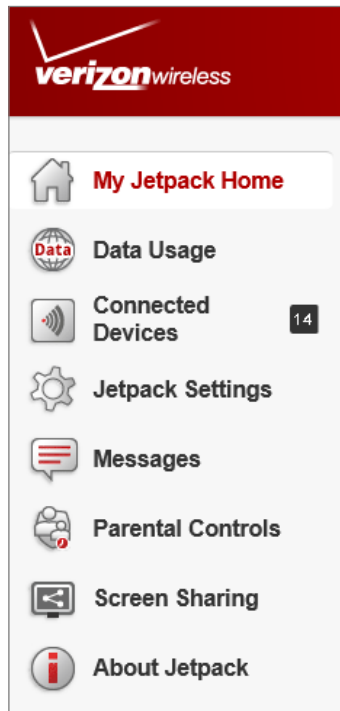 verizonwireless
My Jetpack Home
Data
Data Usage
Connected
Devices
14
Jetpack Settings
Messages
Parental Controls
Screen Sharing
About Jetpack